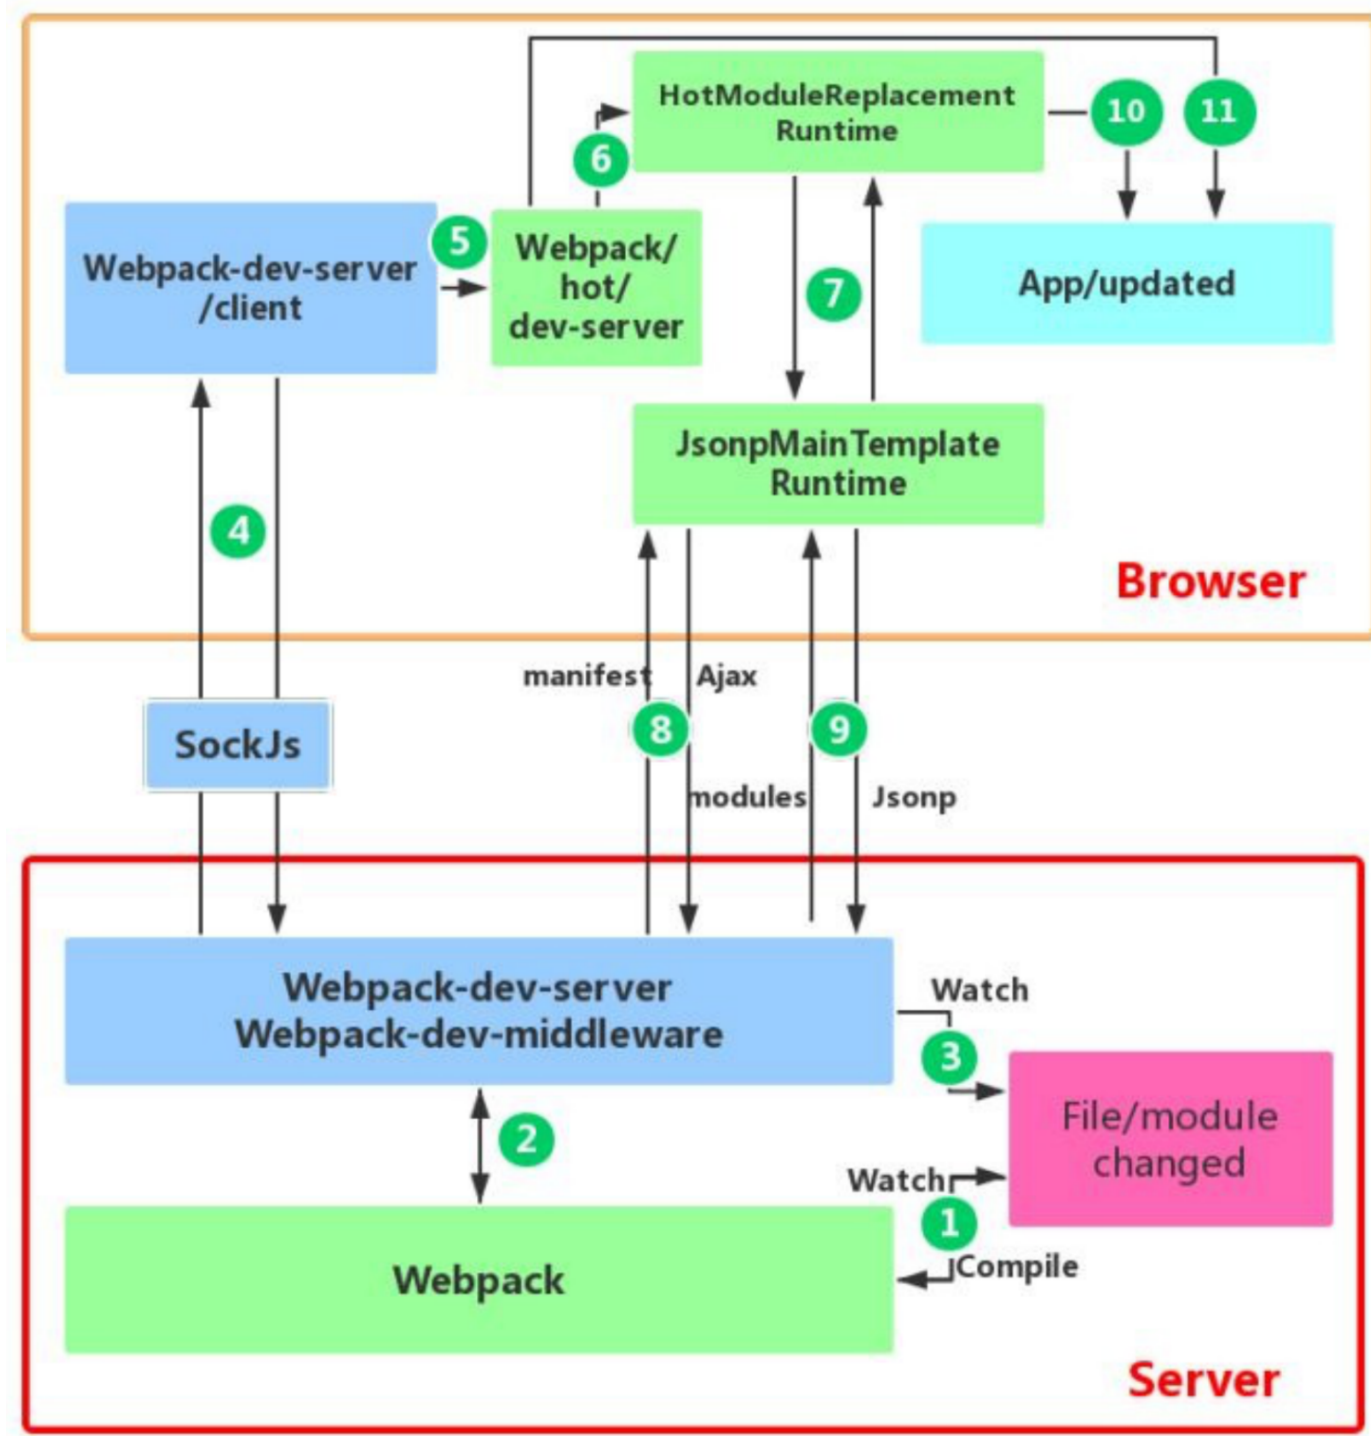 HotModuleReplacement
Runtime
10
11
6
Webpack-dev-server
/client
5
Webpack/
hot/
dev-server
7
App/updated
JsonpMainTemplate
Runtime
4
Browser
manifest
Ajax
SockJs
8
9
modules
Jsonp
Webpack-dev-server
Webpack-dev-middleware
Watch
3
File/module
changed
2
Watch
1
Compile
Webpack
Server